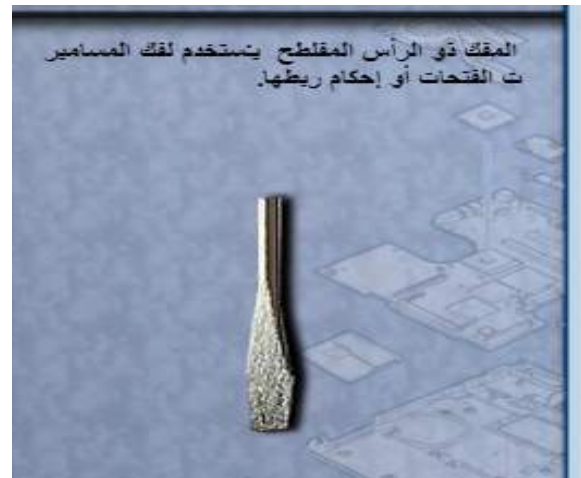 المفك ذو الرأس المفلطح يستخدم لفك المسامير
ت الفتحات أو إحكام ربطها.